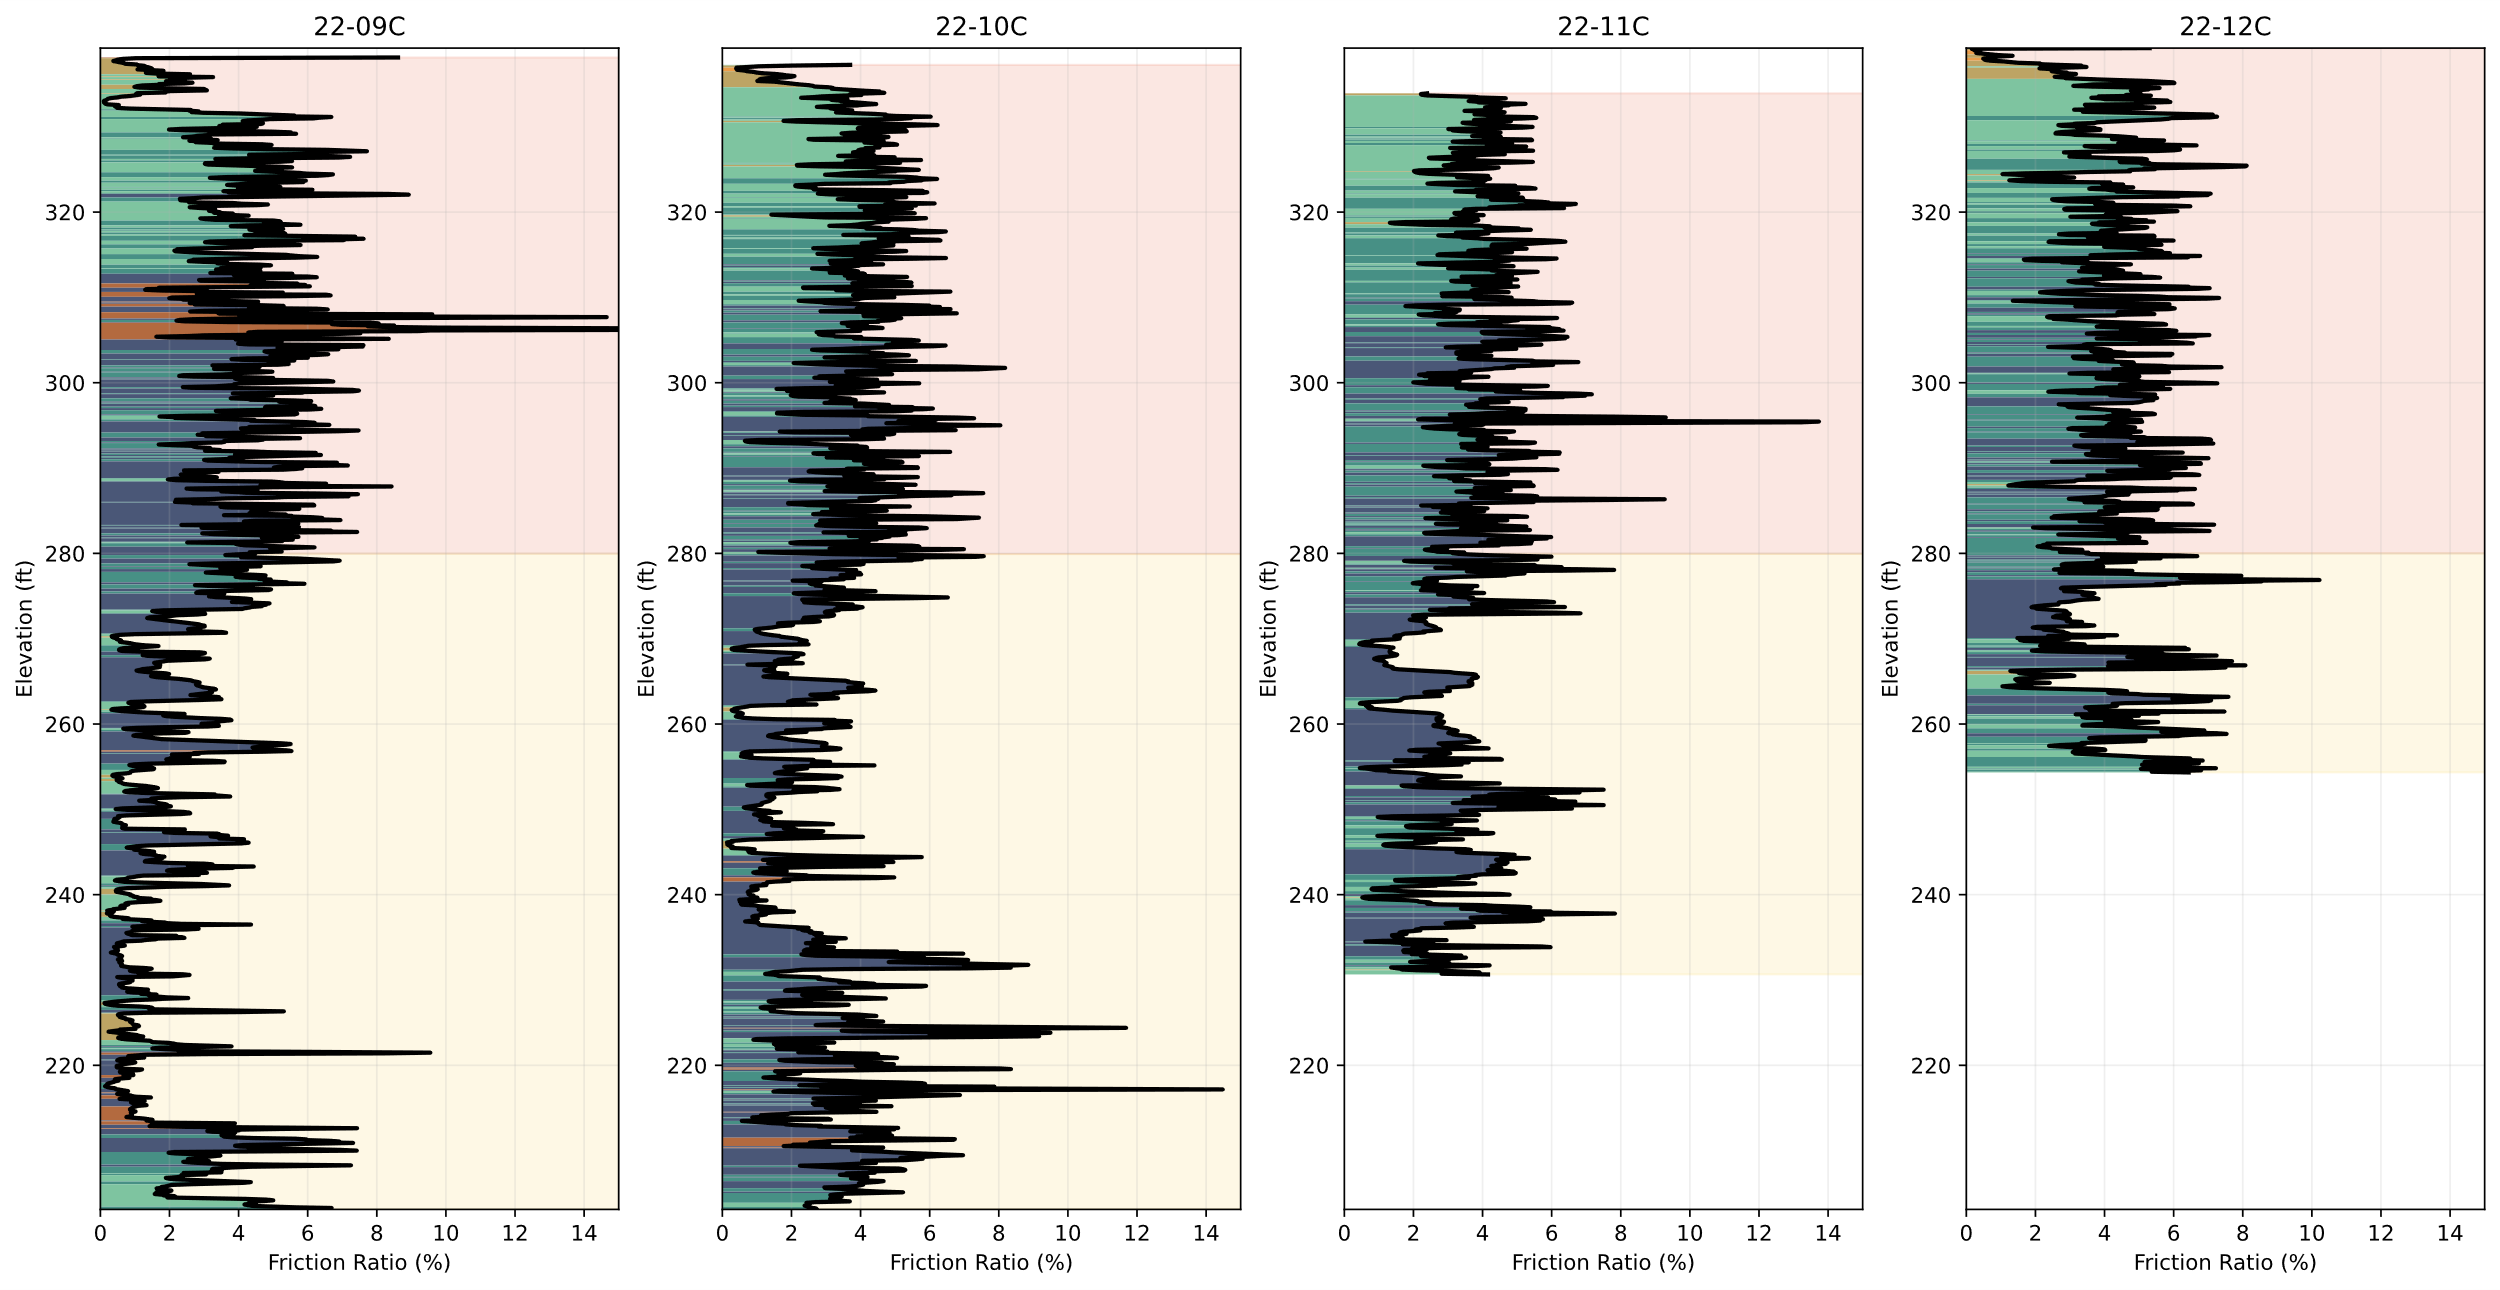 22-09C
22-10C
22-11C
22-12C
Elevation (ft)
320
300
280
260
240
220
0 2 4 6 8 10 12 14
Friction Ratio (%)
Elevation (ft)
320
300
280
260
240
220
0 2 4 6 8 10 12 14
Friction Ratio (%)
Elevation (ft)
320
300
280
260
240
220
0 2 4 6 8 10 12 14
Friction Ratio (%)
Elevation (ft)
320
300
280
260
240
220
0 2 4 6 8 10 12 14
Friction Ratio (%)